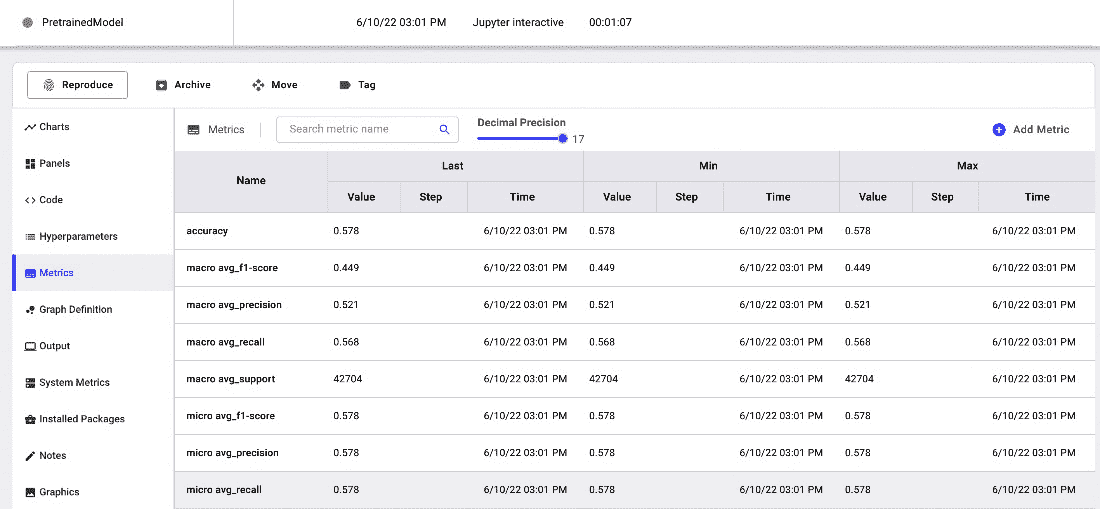 PretrainedModel 6/10/22 03:01 PM Jupyter interactive 00:01:07
Reproduce Archive Move Tag
Charts
Panels
Code
Hyperparameters
Metrics
Graph Definition
Output
System Metrics
Installed Packages
Notes
Graphics
Metrics Search metric name Decimal Precision 17 Add Metric
Name Last Min Max
Value Step Time Value Step Time Value Step Time
accuracy 0.578 6/10/22 03:01 PM 0.578 6/10/22 03:01 PM 0.578 6/10/22 03:01 PM
macro avg_f1-score 0.449 6/10/22 03:01 PM 0.449 6/10/22 03:01 PM 0.449 6/10/22 03:01 PM
macro avg_precision 0.521 6/10/22 03:01 PM 0.521 6/10/22 03:01 PM 0.521 6/10/22 03:01 PM
macro avg_recall 0.568 6/10/22 03:01 PM 0.568 6/10/22 03:01 PM 0.568 6/10/22 03:01 PM
macro avg_support 42704 6/10/22 03:01 PM 42704 6/10/22 03:01 PM 42704 6/10/22 03:01 PM
micro avg_f1-score 0.578 6/10/22 03:01 PM 0.578 6/10/22 03:01 PM 0.578 6/10/22 03:01 PM
micro avg_precision 0.578 6/10/22 03:01 PM 0.578 6/10/22 03:01 PM 0.578 6/10/22 03:01 PM
micro avg_recall 0.578 6/10/22 03:01 PM 0.578 6/10/22 03:01 PM 0.578 6/10/22 03:01 PM